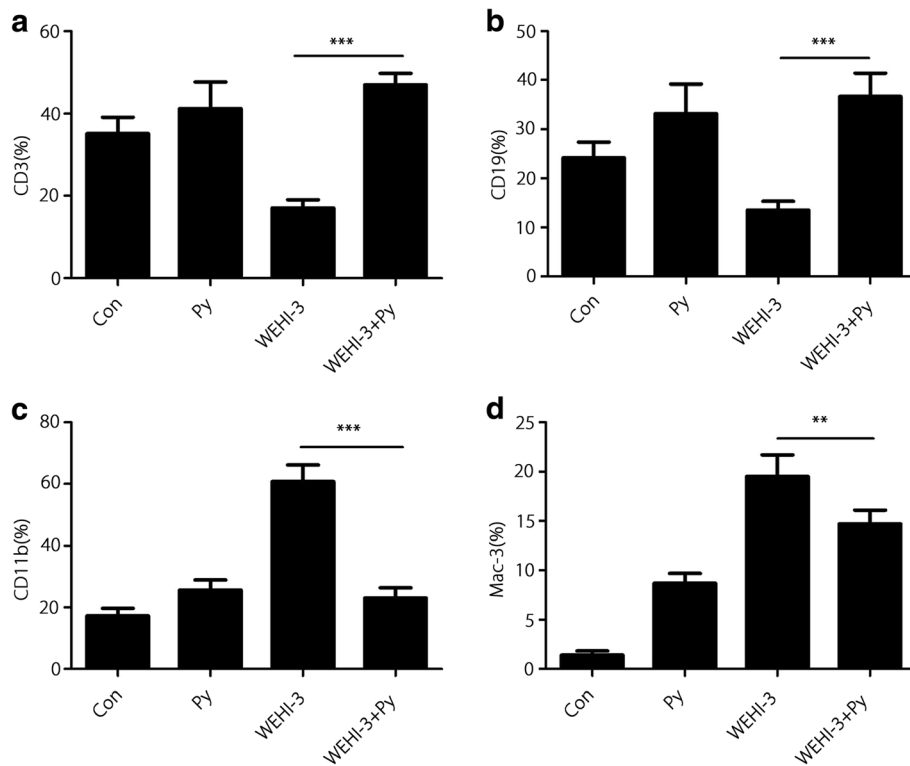 a
CD3(%)
60
40
20
0
***
Con
Py
WEHI-3
WEHI-3+Py
b
CD19(%)
50
40
30
20
10
0
***
Con
Py
WEHI-3
WEHI-3+Py
c
CD11b(%)
80
60
40
20
0
***
Con
Py
WEHI-3
WEHI-3+Py
d
Mac-3(%)
25
20
15
10
5
0
**
Con
Py
WEHI-3
WEHI-3+Py